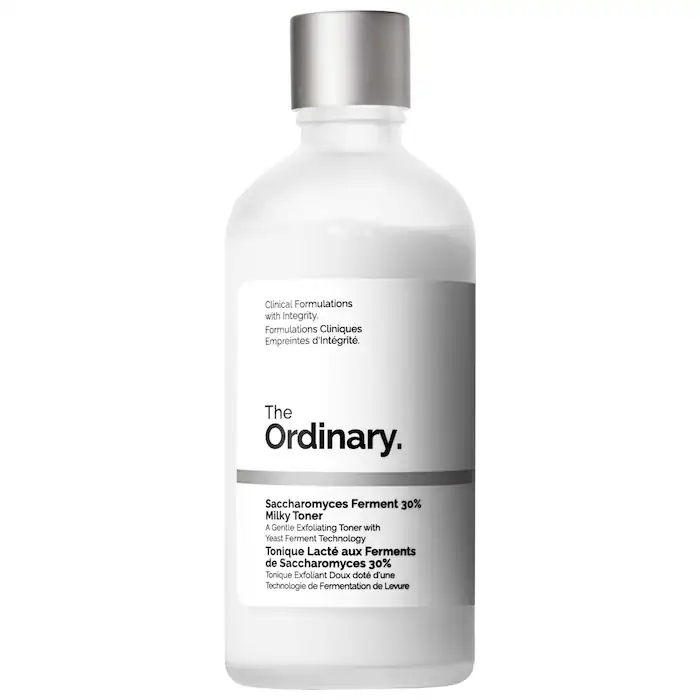 Clinical Formulations
with Integrity.
Formulations Cliniques
Empreintes d'Intégrité.
The
Ordinary.
Saccharomyces Ferment 30%
Milky Toner
A Gentle Exfoliating Toner with
Yeast Ferment Technology
Tonique Lacté aux Ferments
de Saccharomyces 30%
Tonique Exfoliant Doux doté d'une
Technologie de Fermentation de Levure